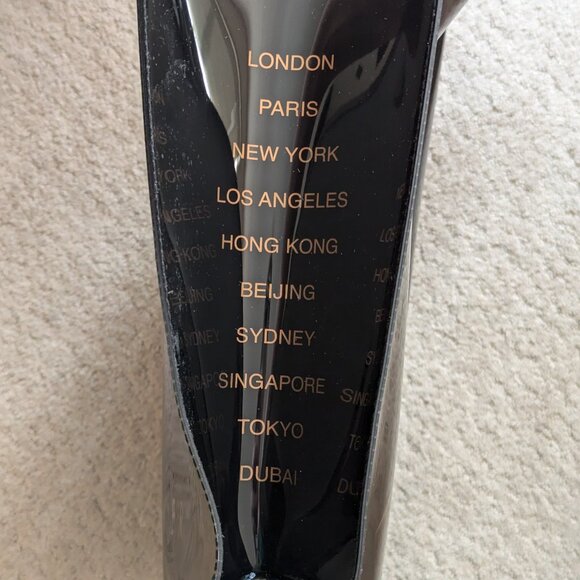 LONDON
PARIS
NEW YORK
LOS ANGELES
HONG KONG
BEIJING
SYDNEY
SINGAPORE
TOKYO
DUBAI